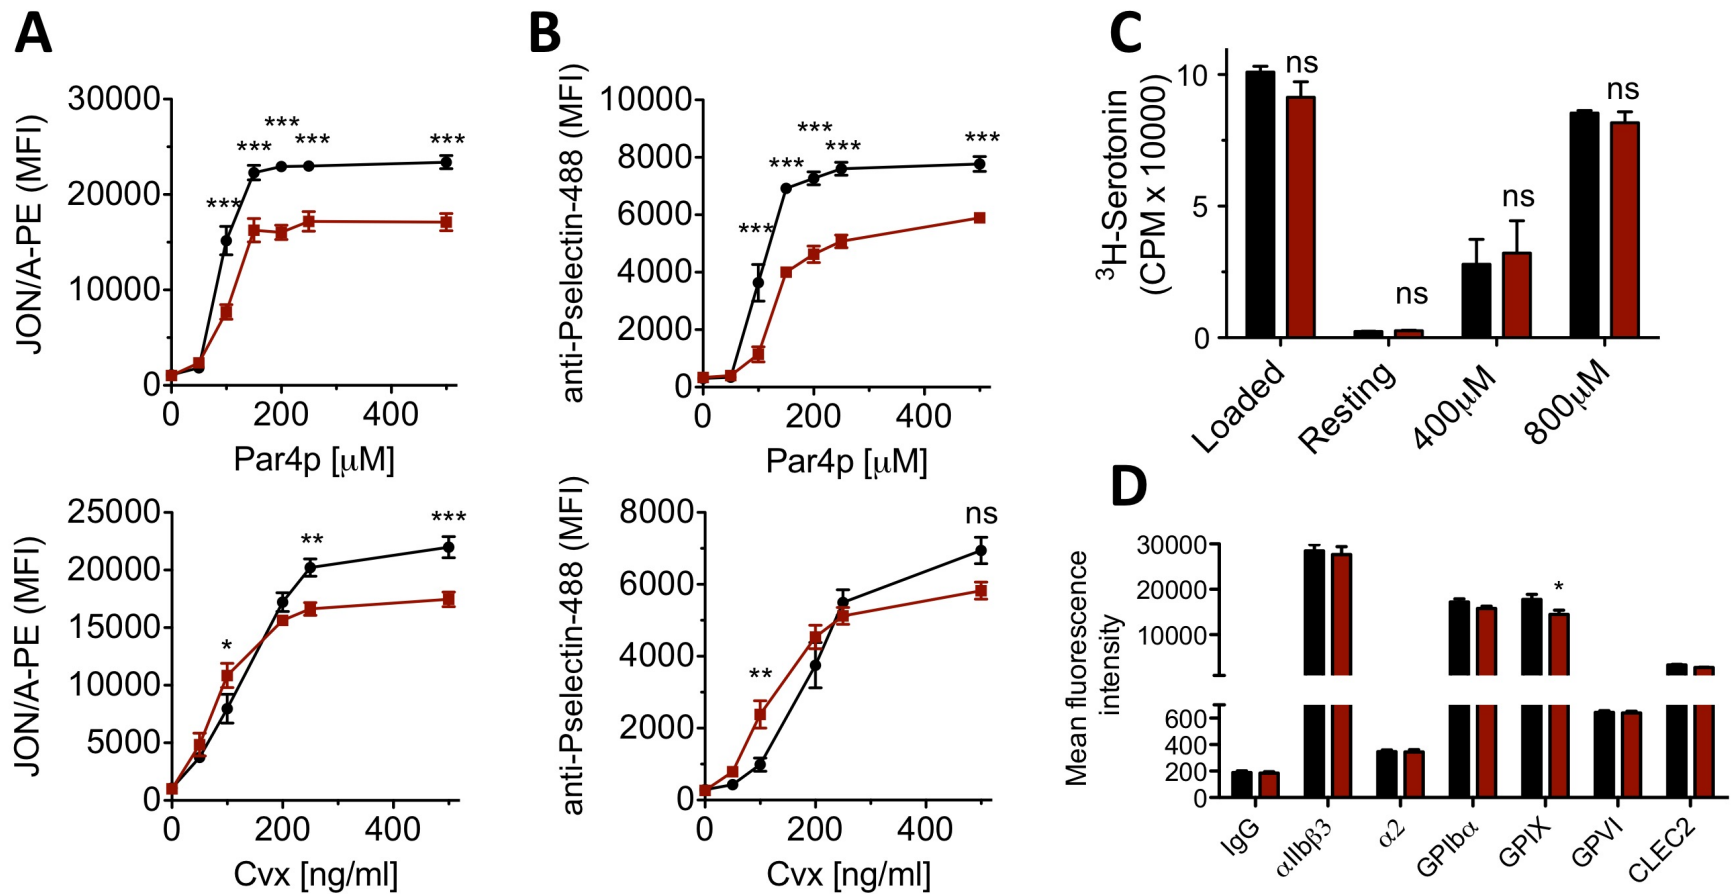 A
JON/A-PE (MFI)
30000
20000
10000
0
***
***
***
***
***
0
200
400
Par4p [µM]
JON/A-PE (MFI)
25000
20000
15000
10000
5000
0
*
**
***
0
200
400
Cvx [ng/ml]
B
anti-Pselectin-488 (MFI)
10000
8000
6000
4000
2000
0
***
***
***
***
***
0
200
400
Par4p [µM]
anti-Pselectin-488 (MFI)
8000
6000
4000
2000
0
**
ns
0
200
400
Cvx [ng/ml]
C
³H-Serotonin
(CPM x 10000)
10
5
0
ns
ns
ns
ns
Loaded
Resting
400µM
800µM
D
Mean fluorescence
intensity
30000
20000
10000
600
400
200
0
*
IgG
αIIbβ3
α2
GPIbα
GPIX
GPVI
CLEC2